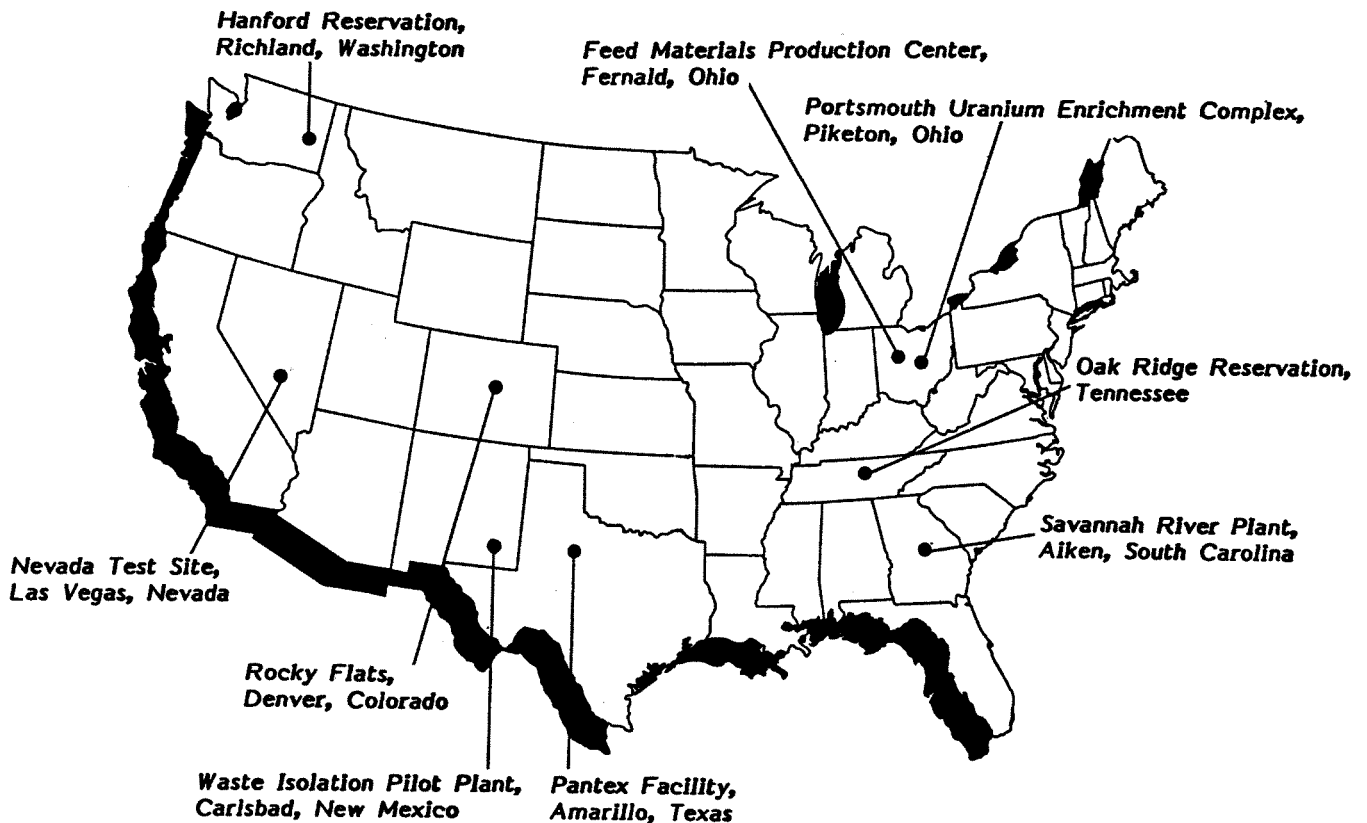 Hanford Reservation,
Richland, Washington
Feed Materials Production Center,
Fernald, Ohio
Portsmouth Uranium Enrichment Complex,
Piketon, Ohio
Oak Ridge Reservation,
Tennessee
Savannah River Plant,
Aiken, South Carolina
Nevada Test Site,
Las Vegas, Nevada
Rocky Flats,
Denver, Colorado
Waste Isolation Pilot Plant,
Carlsbad, New Mexico
Pantex Facility,
Amarillo, Texas